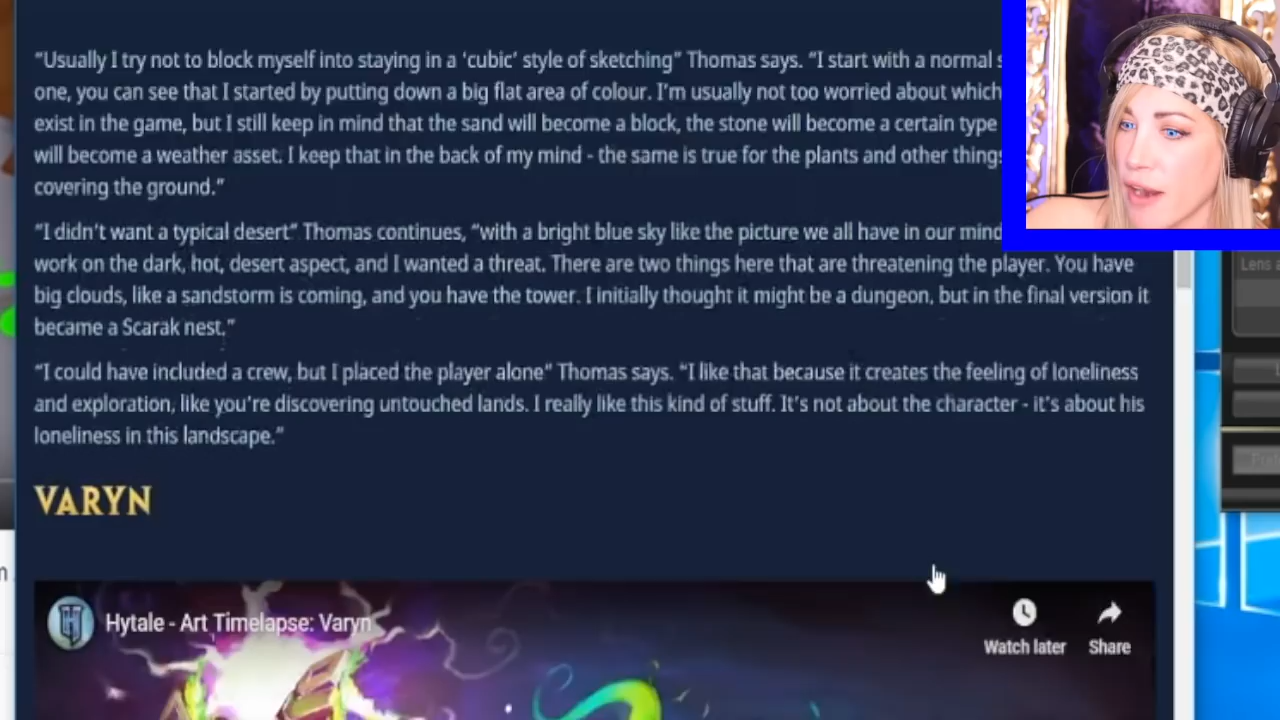 “Usually I try not to block myself into staying in a ‘cubic’ style of sketching” Thomas says. “I start with a normal
one, you can see that I started by putting down a big flat area of colour. I’m usually not too worried about which
exist in the game, but I still keep in mind that the sand will become a block, the stone will become a certain type
will become a weather asset. I keep that in the back of my mind - the same is true for the plants and other things
covering the ground.”
“I didn’t want a typical desert” Thomas continues, “with a bright blue sky like the picture we all have in our mind
work on the dark, hot, desert aspect, and I wanted a threat. There are two things here that are threatening the player. You have
big clouds, like a sandstorm is coming, and you have the tower. I initially thought it might be a dungeon, but in the final version it
became a Scarak nest.”
“I could have included a crew, but I placed the player alone” Thomas says. “I like that because it creates the feeling of loneliness
and exploration, like you’re discovering untouched lands. I really like this kind of stuff. It’s not about the character - it’s about his
loneliness in this landscape.”
VARYN
Hytale - Art Timelapse: Varyn
Watch later
Share
Lens